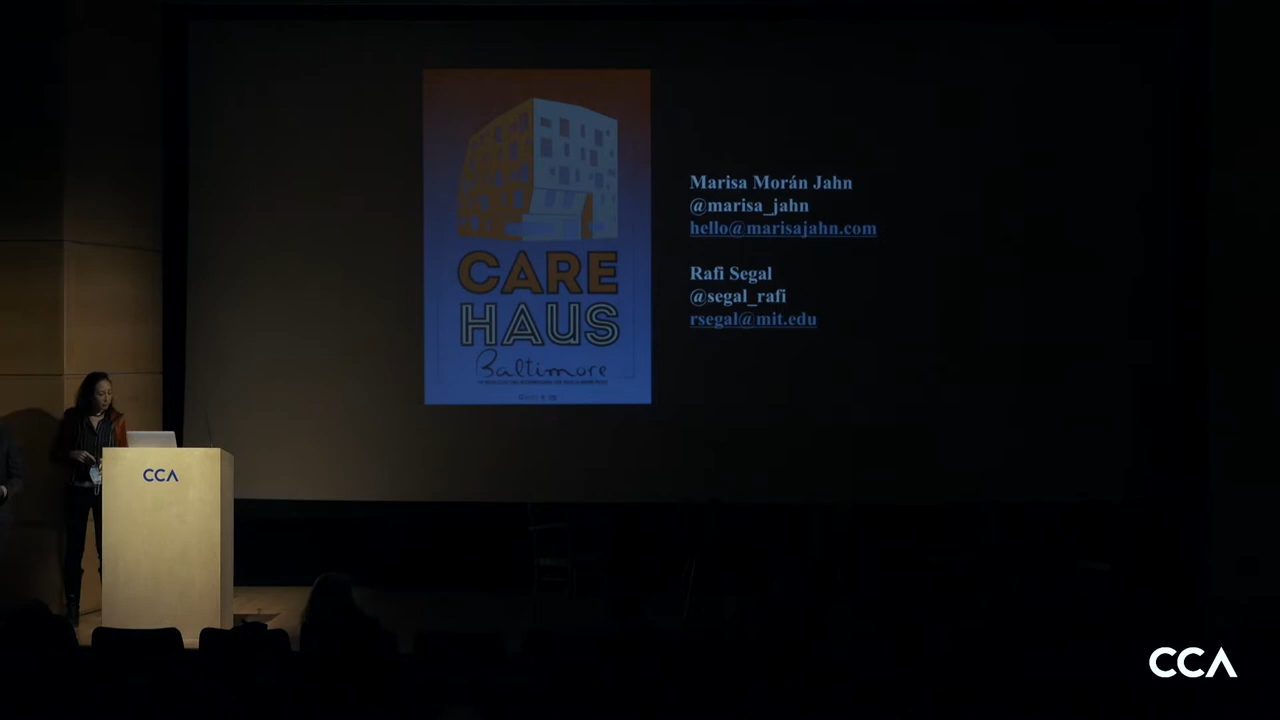 CARE
HAUS
Baltimore
Marisa Morán Jahn
@marisa_jahn
hello@marisajahn.com
Rafi Segal
@segal_rafi
rsegal@mit.edu
CCA
CCA